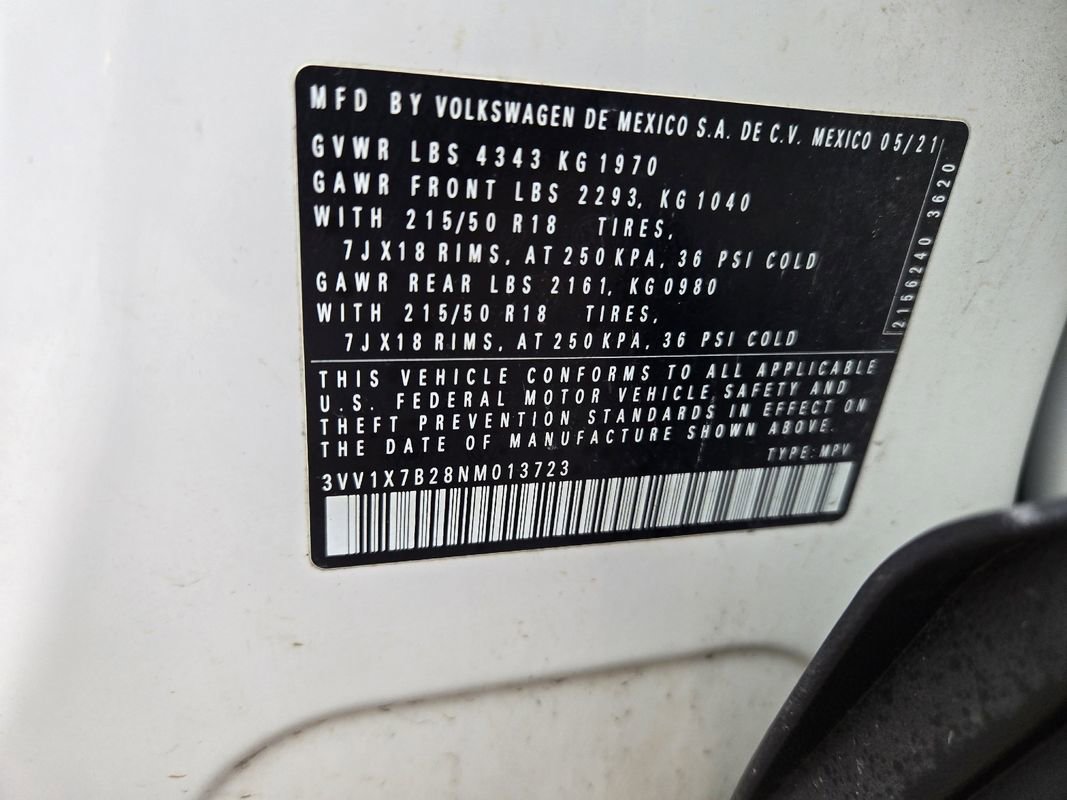 MFD BY VOLKSWAGEN DE MEXICO S.A. DE C.V. MEXICO 05/21
GVWR LBS 4343 KG 1970
GAWR FRONT LBS 2293, KG 1040
WITH 215/50 R18 TIRES,
7JX18 RIMS, AT 250 KPA, 36 PSI COLD
GAWR REAR LBS 2161, KG 0980
WITH 215/50 R18 TIRES,
7JX18 RIMS, AT 250 KPA, 36 PSI COLD
2156240 3620
THIS VEHICLE CONFORMS TO ALL APPLICABLE
U.S. FEDERAL MOTOR VEHICLE SAFETY AND
THEFT PREVENTION STANDARDS IN EFFECT ON
THE DATE OF MANUFACTURE SHOWN ABOVE.
TYPE: MPV
3VV1X7B28NM013723